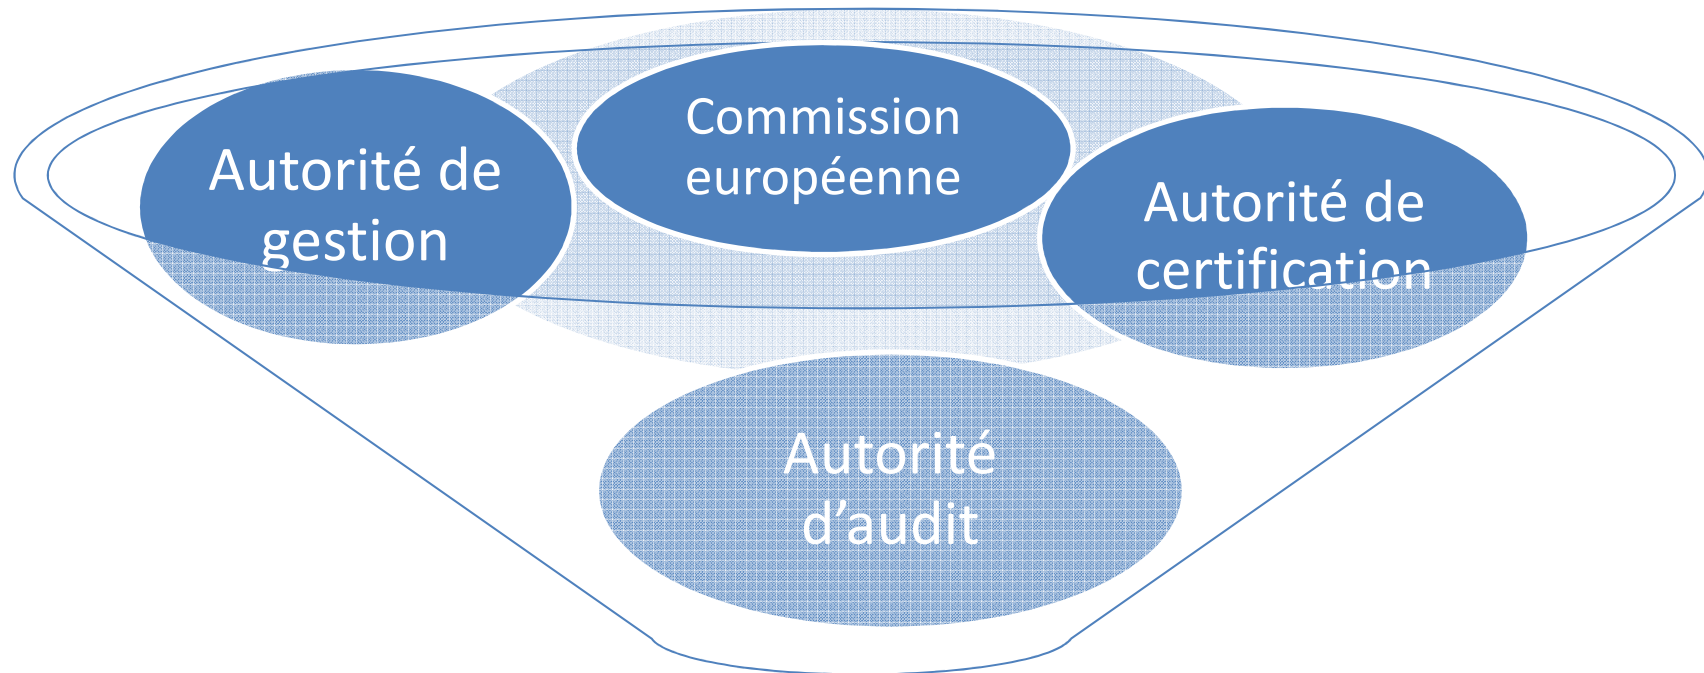 Commission
européenne
Autorité de
gestion
Autorité de
certification
Autorité
d’audit